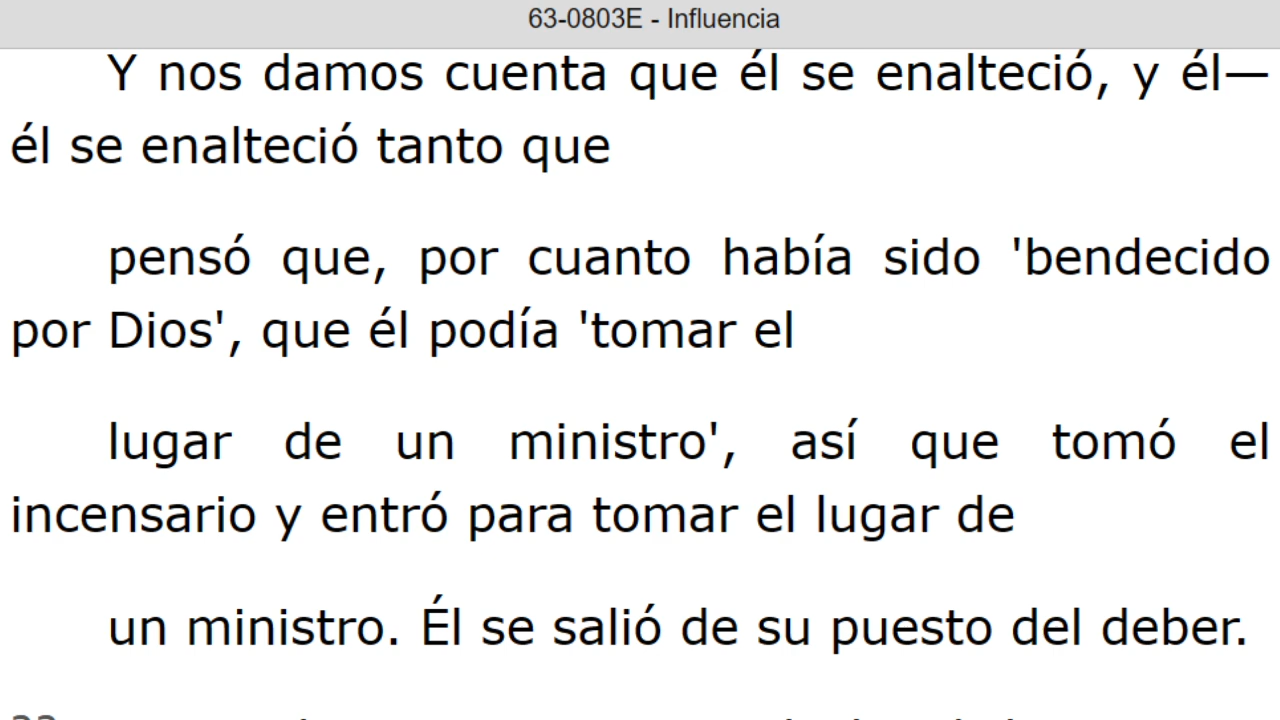 63-0803E - Influencia
Y nos damos cuenta que él se enalteció, y él—
él se enalteció tanto que
pensó que, por cuanto había sido 'bendecido
por Dios', que él podía 'tomar el
lugar de un ministro', así que tomó el
incensario y entró para tomar el lugar de
un ministro. Él se salió de su puesto del deber.